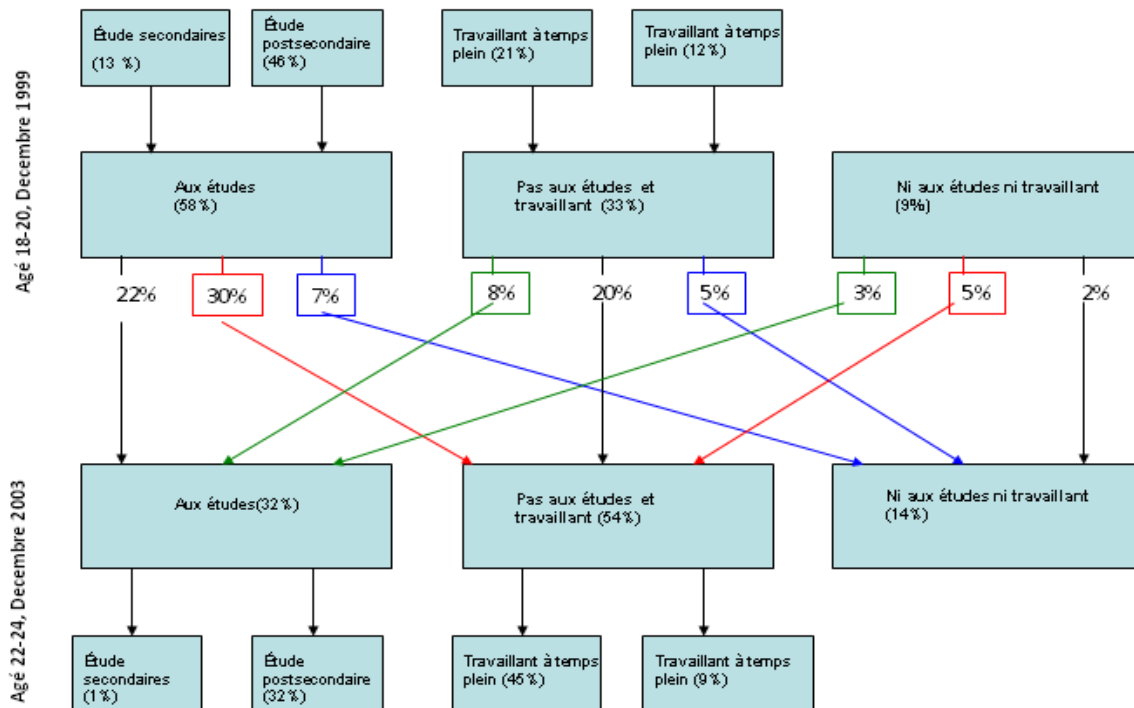 Agé 18-20, Decembre 1999
Étude secondaires
(13 %)
Étude
postsecondaire
(46%)
Travaillant à temps
plein (21%)
Travaillant à temps
plein (12%)
Aux études
(58%)
Pas aux études et
travaillant (33%)
Ni aux études ni travaillant
(9%)
22%
30%
7%
8%
20%
5%
3%
5%
2%
Agé 22-24, Decembre 2003
Aux études(32%)
Pas aux études et
travaillant (54%)
Ni aux études ni travaillant
(14%)
Étude
secondaires
(1%)
Étude
postsecondaire
(32%)
Travaillant à temps
plein (45%)
Travaillant à temps
plein (9%)